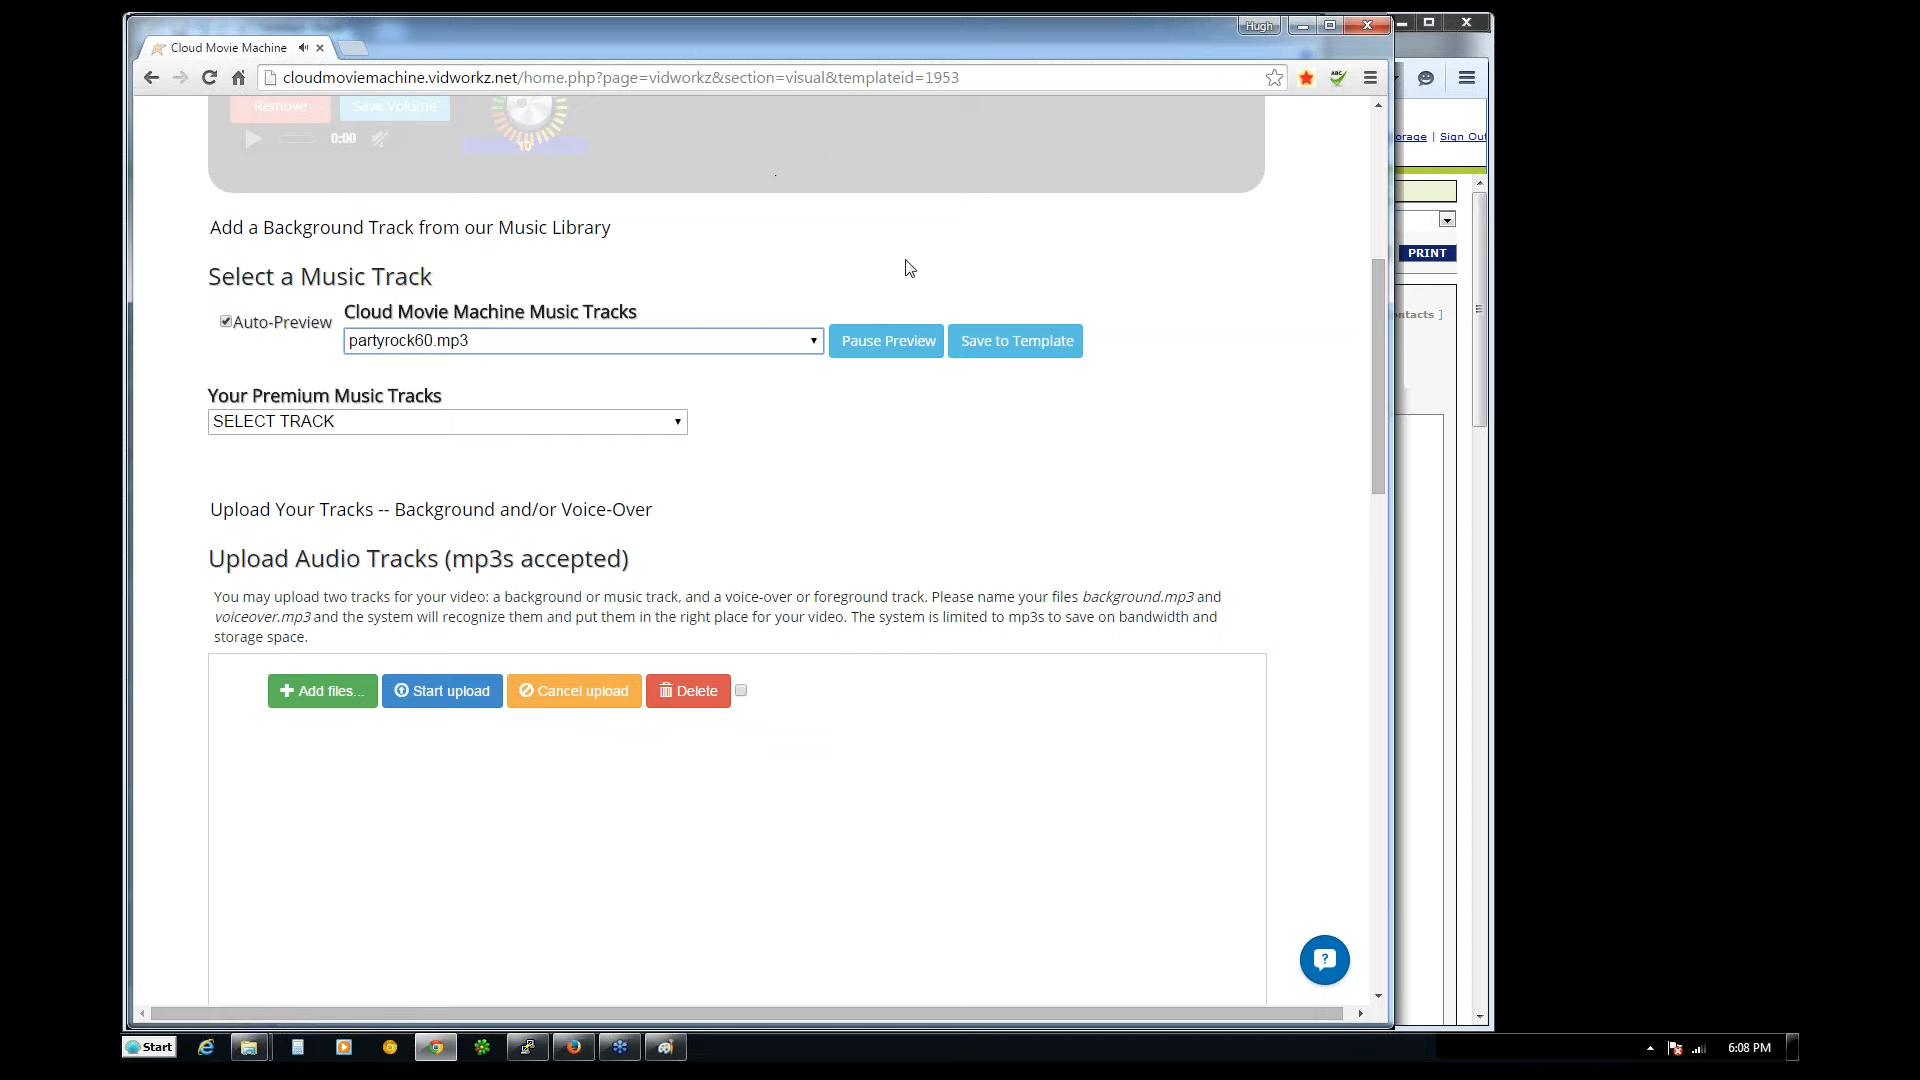 Hugh
Cloud Movie Machine
cloudmoviemachine.vidworkz.net/home.php?page=vidworkz&section=visual&templateid=1953
orage | Sign Out
Remove Save Volume
0:00
10
Add a Background Track from our Music Library
PRINT
Select a Music Track
Auto-Preview
Cloud Movie Machine Music Tracks
ntacts ]
partyrock60.mp3
Pause Preview
Save to Template
Your Premium Music Tracks
SELECT TRACK
Upload Your Tracks -- Background and/or Voice-Over
Upload Audio Tracks (mp3s accepted)
You may upload two tracks for your video: a background or music track, and a voice-over or foreground track. Please name your files background.mp3 and
voiceover.mp3 and the system will recognize them and put them in the right place for your video. The system is limited to mp3s to save on bandwidth and
storage space.
Add files...
Start upload
Cancel upload
Delete
?
Start
6:08 PM